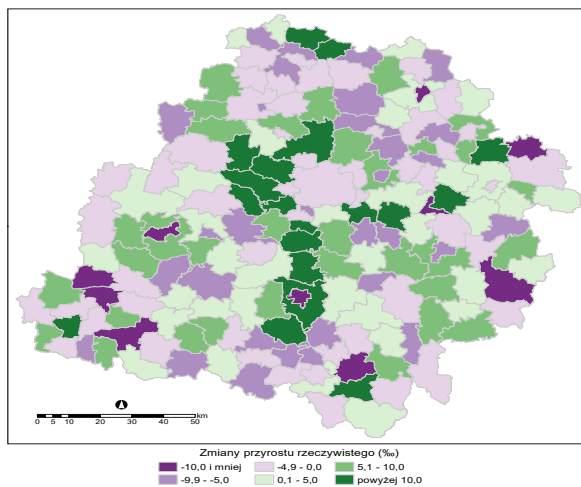 0 10 20 30 40 50
km
Zmiany przyrostu rzeczywistego (‰)
-10,0 i mniej -4,9 - 0,0 5,1 - 10,0
-9,9 - -5,0 0,1 - 5,0 powyżej 10,0